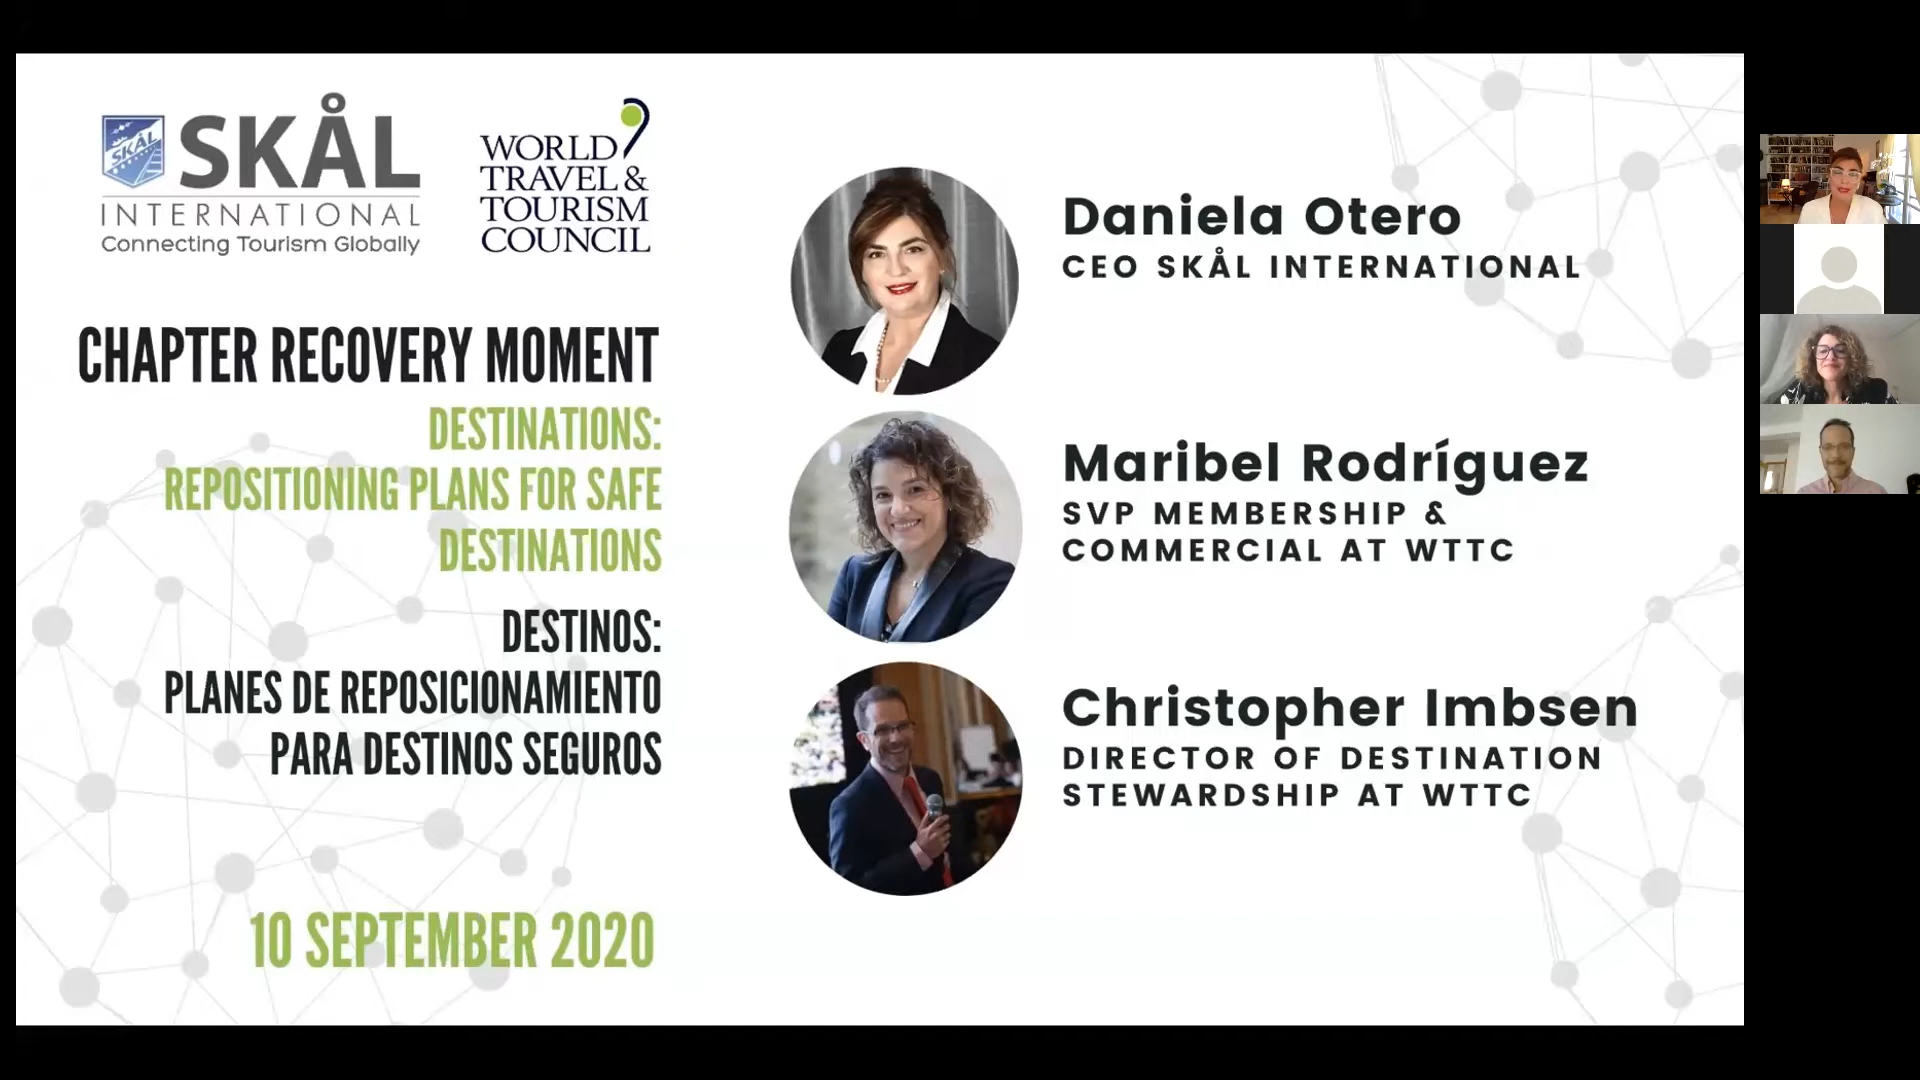 SKÅL
SKÅL
INTERNATIONAL
Connecting Tourism Globally
WORLD
TRAVEL &
TOURISM
COUNCIL
CHAPTER RECOVERY MOMENT
DESTINATIONS:
REPOSITIONING PLANS FOR SAFE
DESTINATIONS
DESTINOS:
PLANES DE REPOSICIONAMIENTO
PARA DESTINOS SEGUROS
10 SEPTEMBER 2020
Daniela Otero
CEO SKÅL INTERNATIONAL
Maribel Rodríguez
SVP MEMBERSHIP &
COMMERCIAL AT WTTC
Christopher Imbsen
DIRECTOR OF DESTINATION
STEWARDSHIP AT WTTC